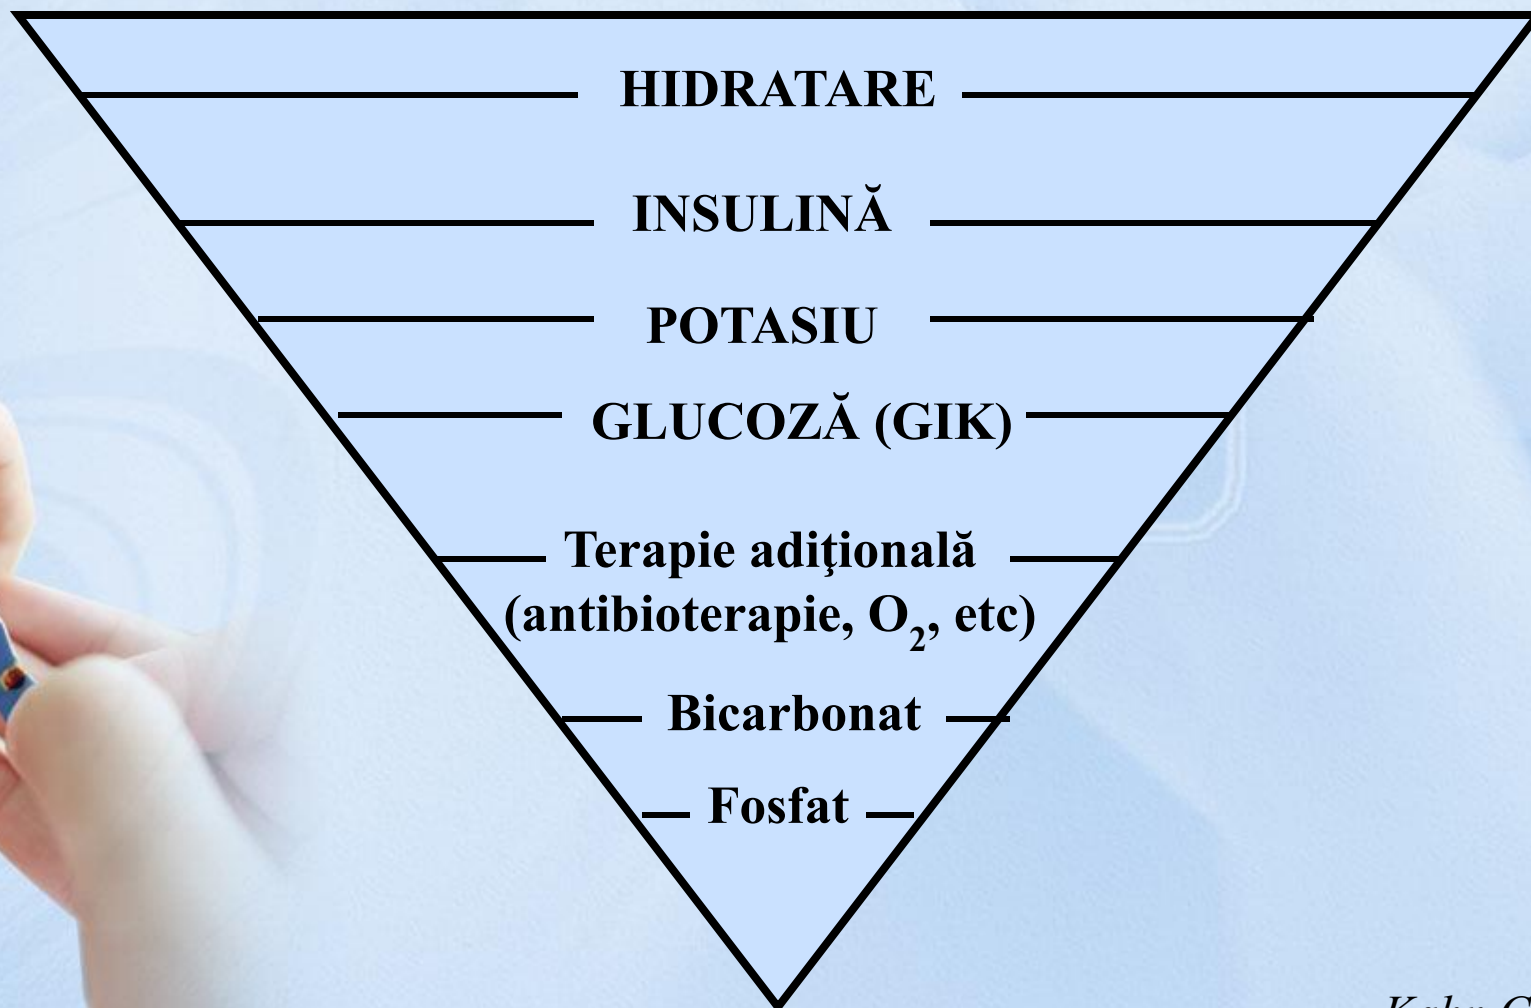 HIDRATARE
INSULINĂ
POTASIU
GLUCOZĂ (GIK)
Terapie adiţională
(antibioterapie, O₂, etc)
Bicarbonat
Fosfat